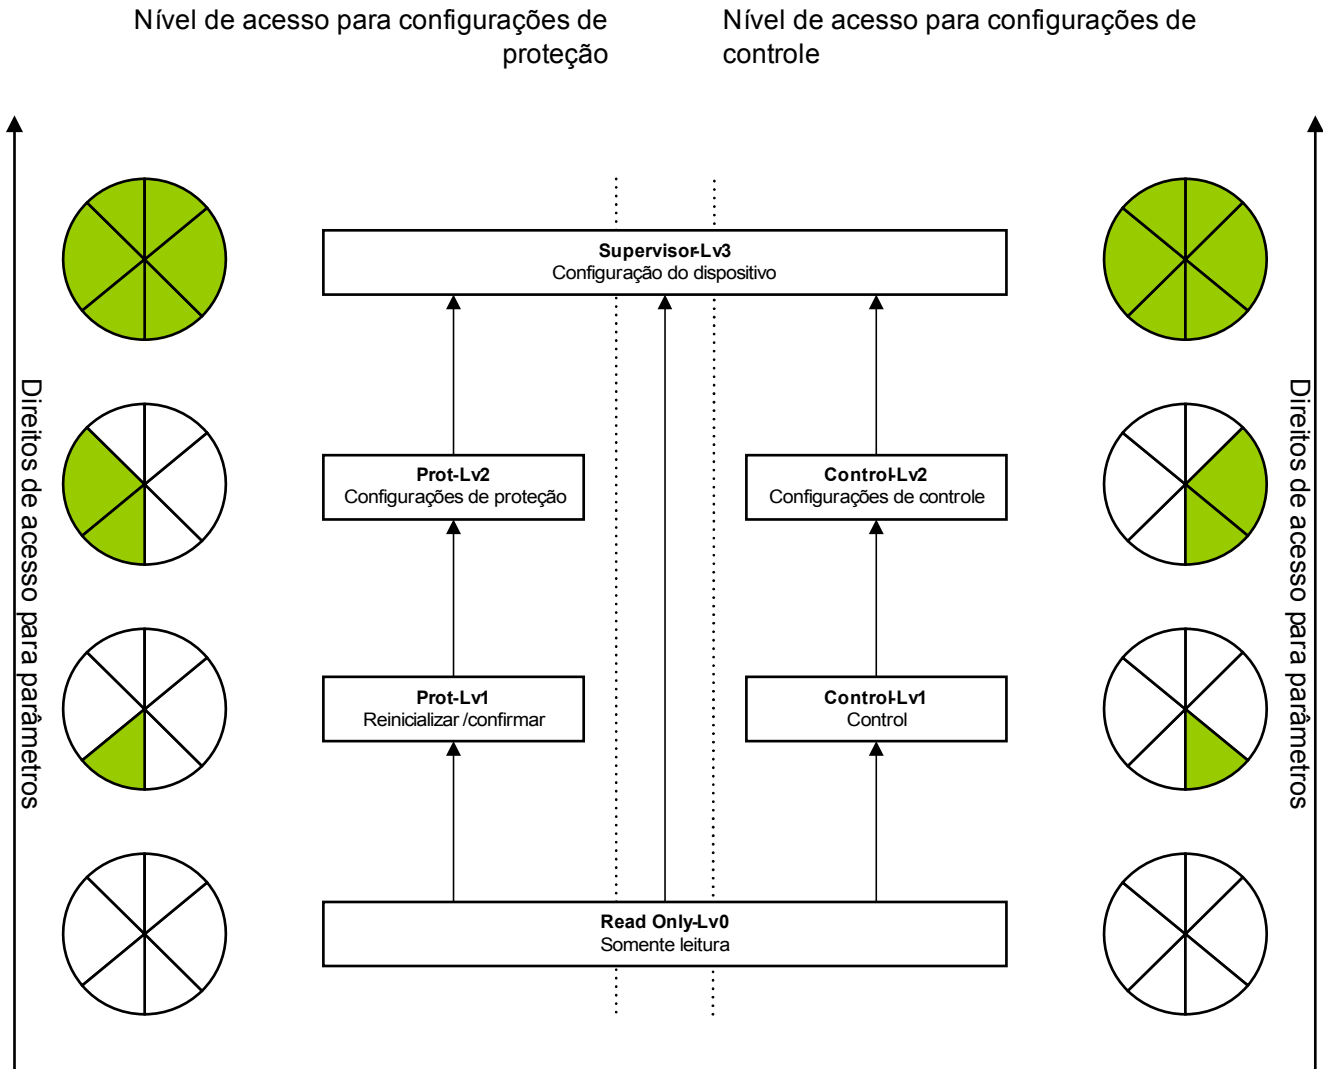 Nível de acesso para configurações de
proteção
Nível de acesso para configurações de
controle
Supervisor-Lv3
Configuração do dispositivo
Direitos de acesso para parâmetros
Direitos de acesso para parâmetros
Prot-Lv2
Configurações de proteção
Control-Lv2
Configurações de controle
Prot-Lv1
Reinicializar/confirmar
Control-Lv1
Control
Read Only-Lv0
Somente leitura